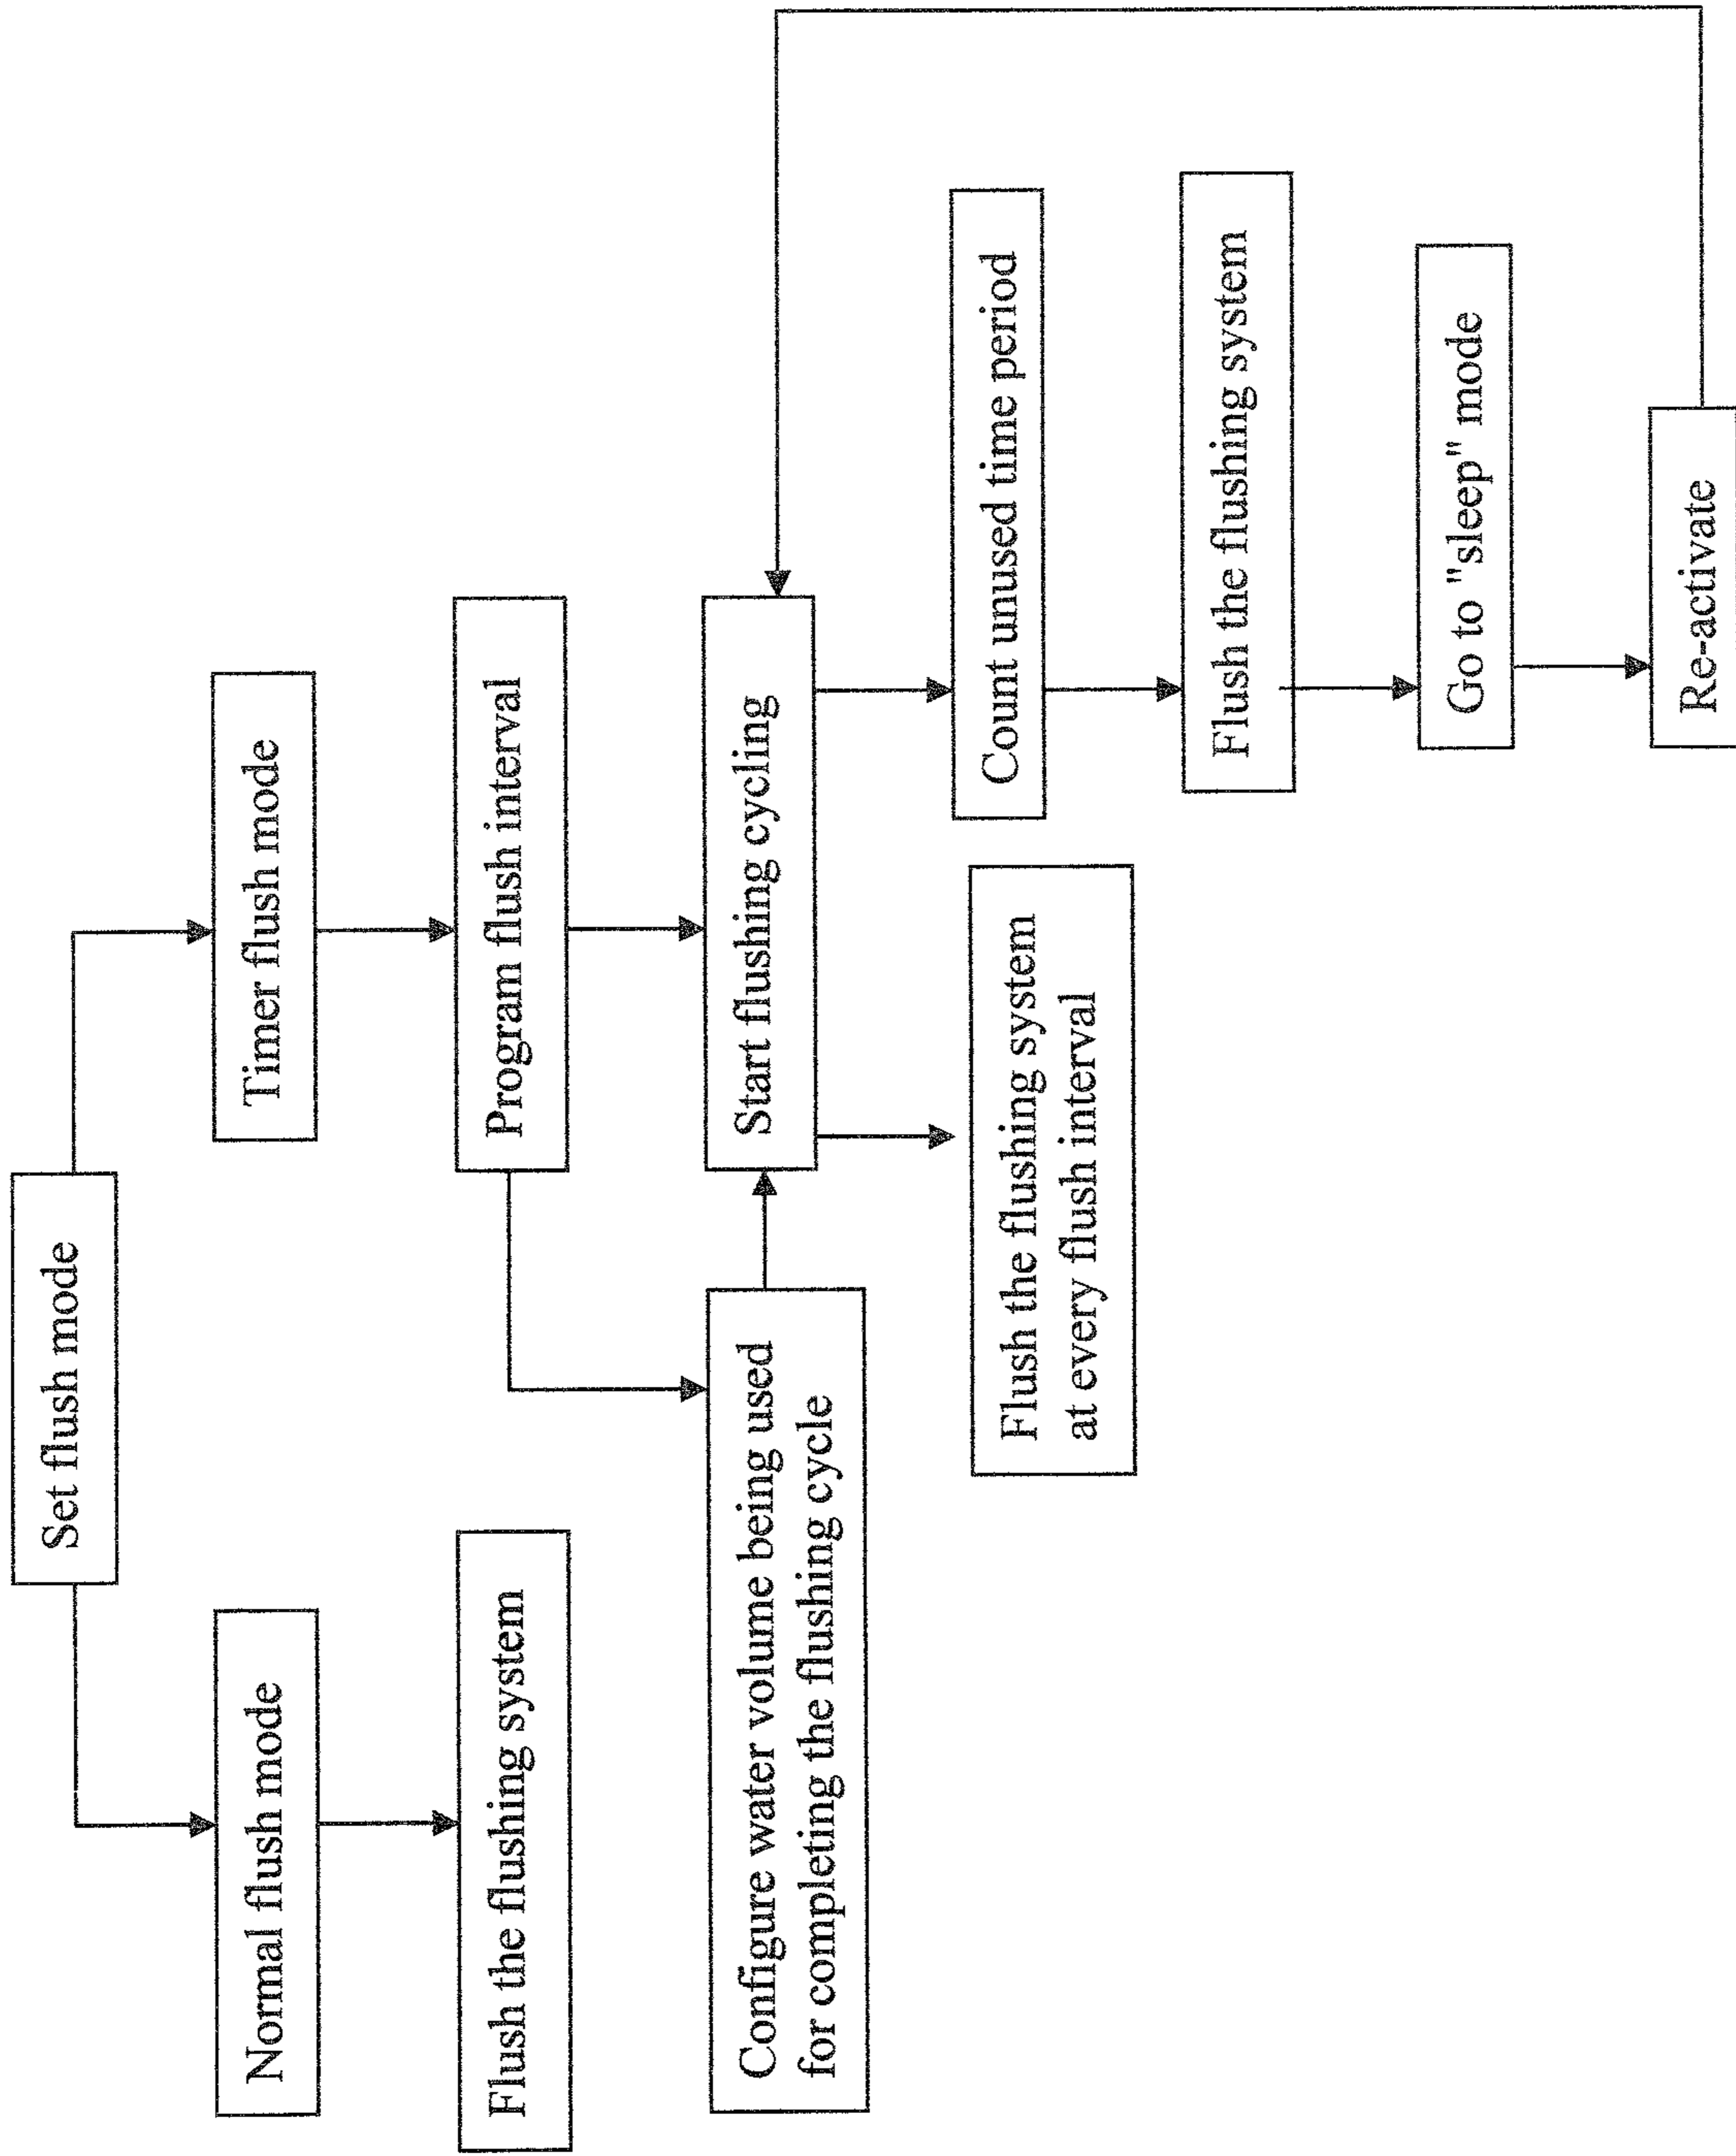 Set flush mode
Normal flush mode
Timer flush mode
Flush the flushing system
Program flush interval
Configure water volume being used
for completing the flushing cycle
Start flushing cycling
Flush the flushing system
at every flush interval
Count unused time period
Flush the flushing system
Go to "sleep" mode
Re-activate